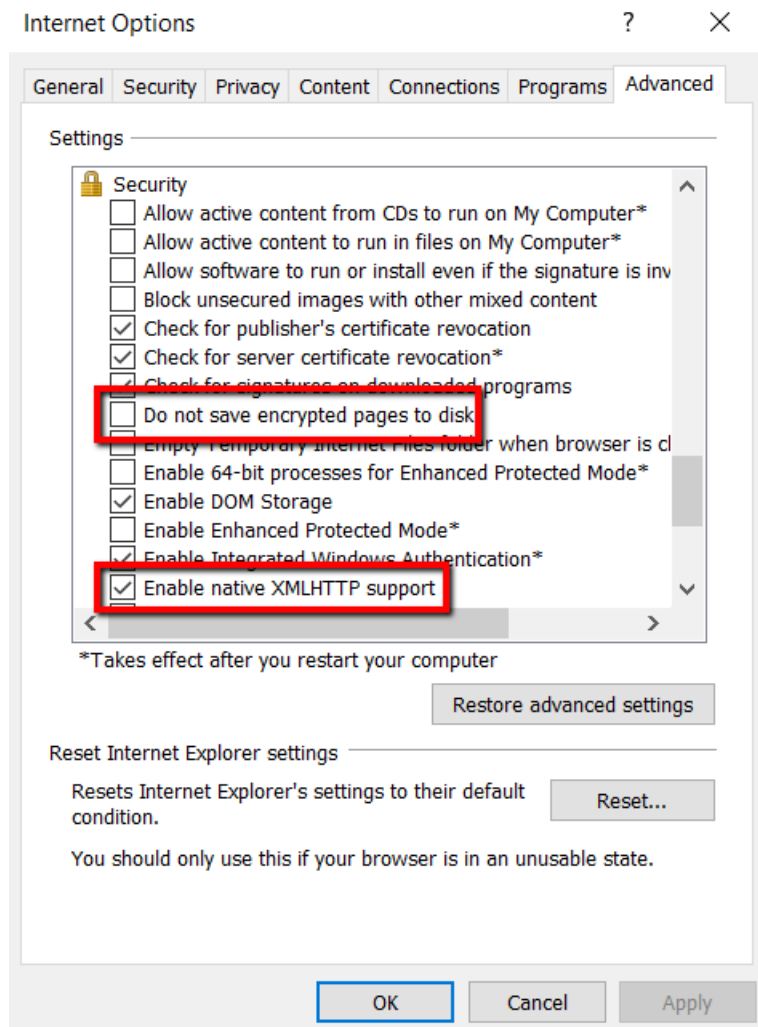 Internet Options
General Security Privacy Content Connections Programs Advanced
Settings
Security
Allow active content from CDs to run on My Computer*
Allow active content to run in files on My Computer*
Allow software to run or install even if the signature is inv
Block unsecured images with other mixed content
Check for publisher's certificate revocation
Check for server certificate revocation*
Check for signatures on downloaded programs
Do not save encrypted pages to disk
Empty Temporary Internet Files folder when browser is cl
Enable 64-bit processes for Enhanced Protected Mode*
Enable DOM Storage
Enable Enhanced Protected Mode*
Enable Integrated Windows Authentication*
Enable native XMLHTTP support
*Takes effect after you restart your computer
Restore advanced settings
Reset Internet Explorer settings
Resets Internet Explorer's settings to their default
condition.
Reset...
You should only use this if your browser is in an unusable state.
OK Cancel Apply